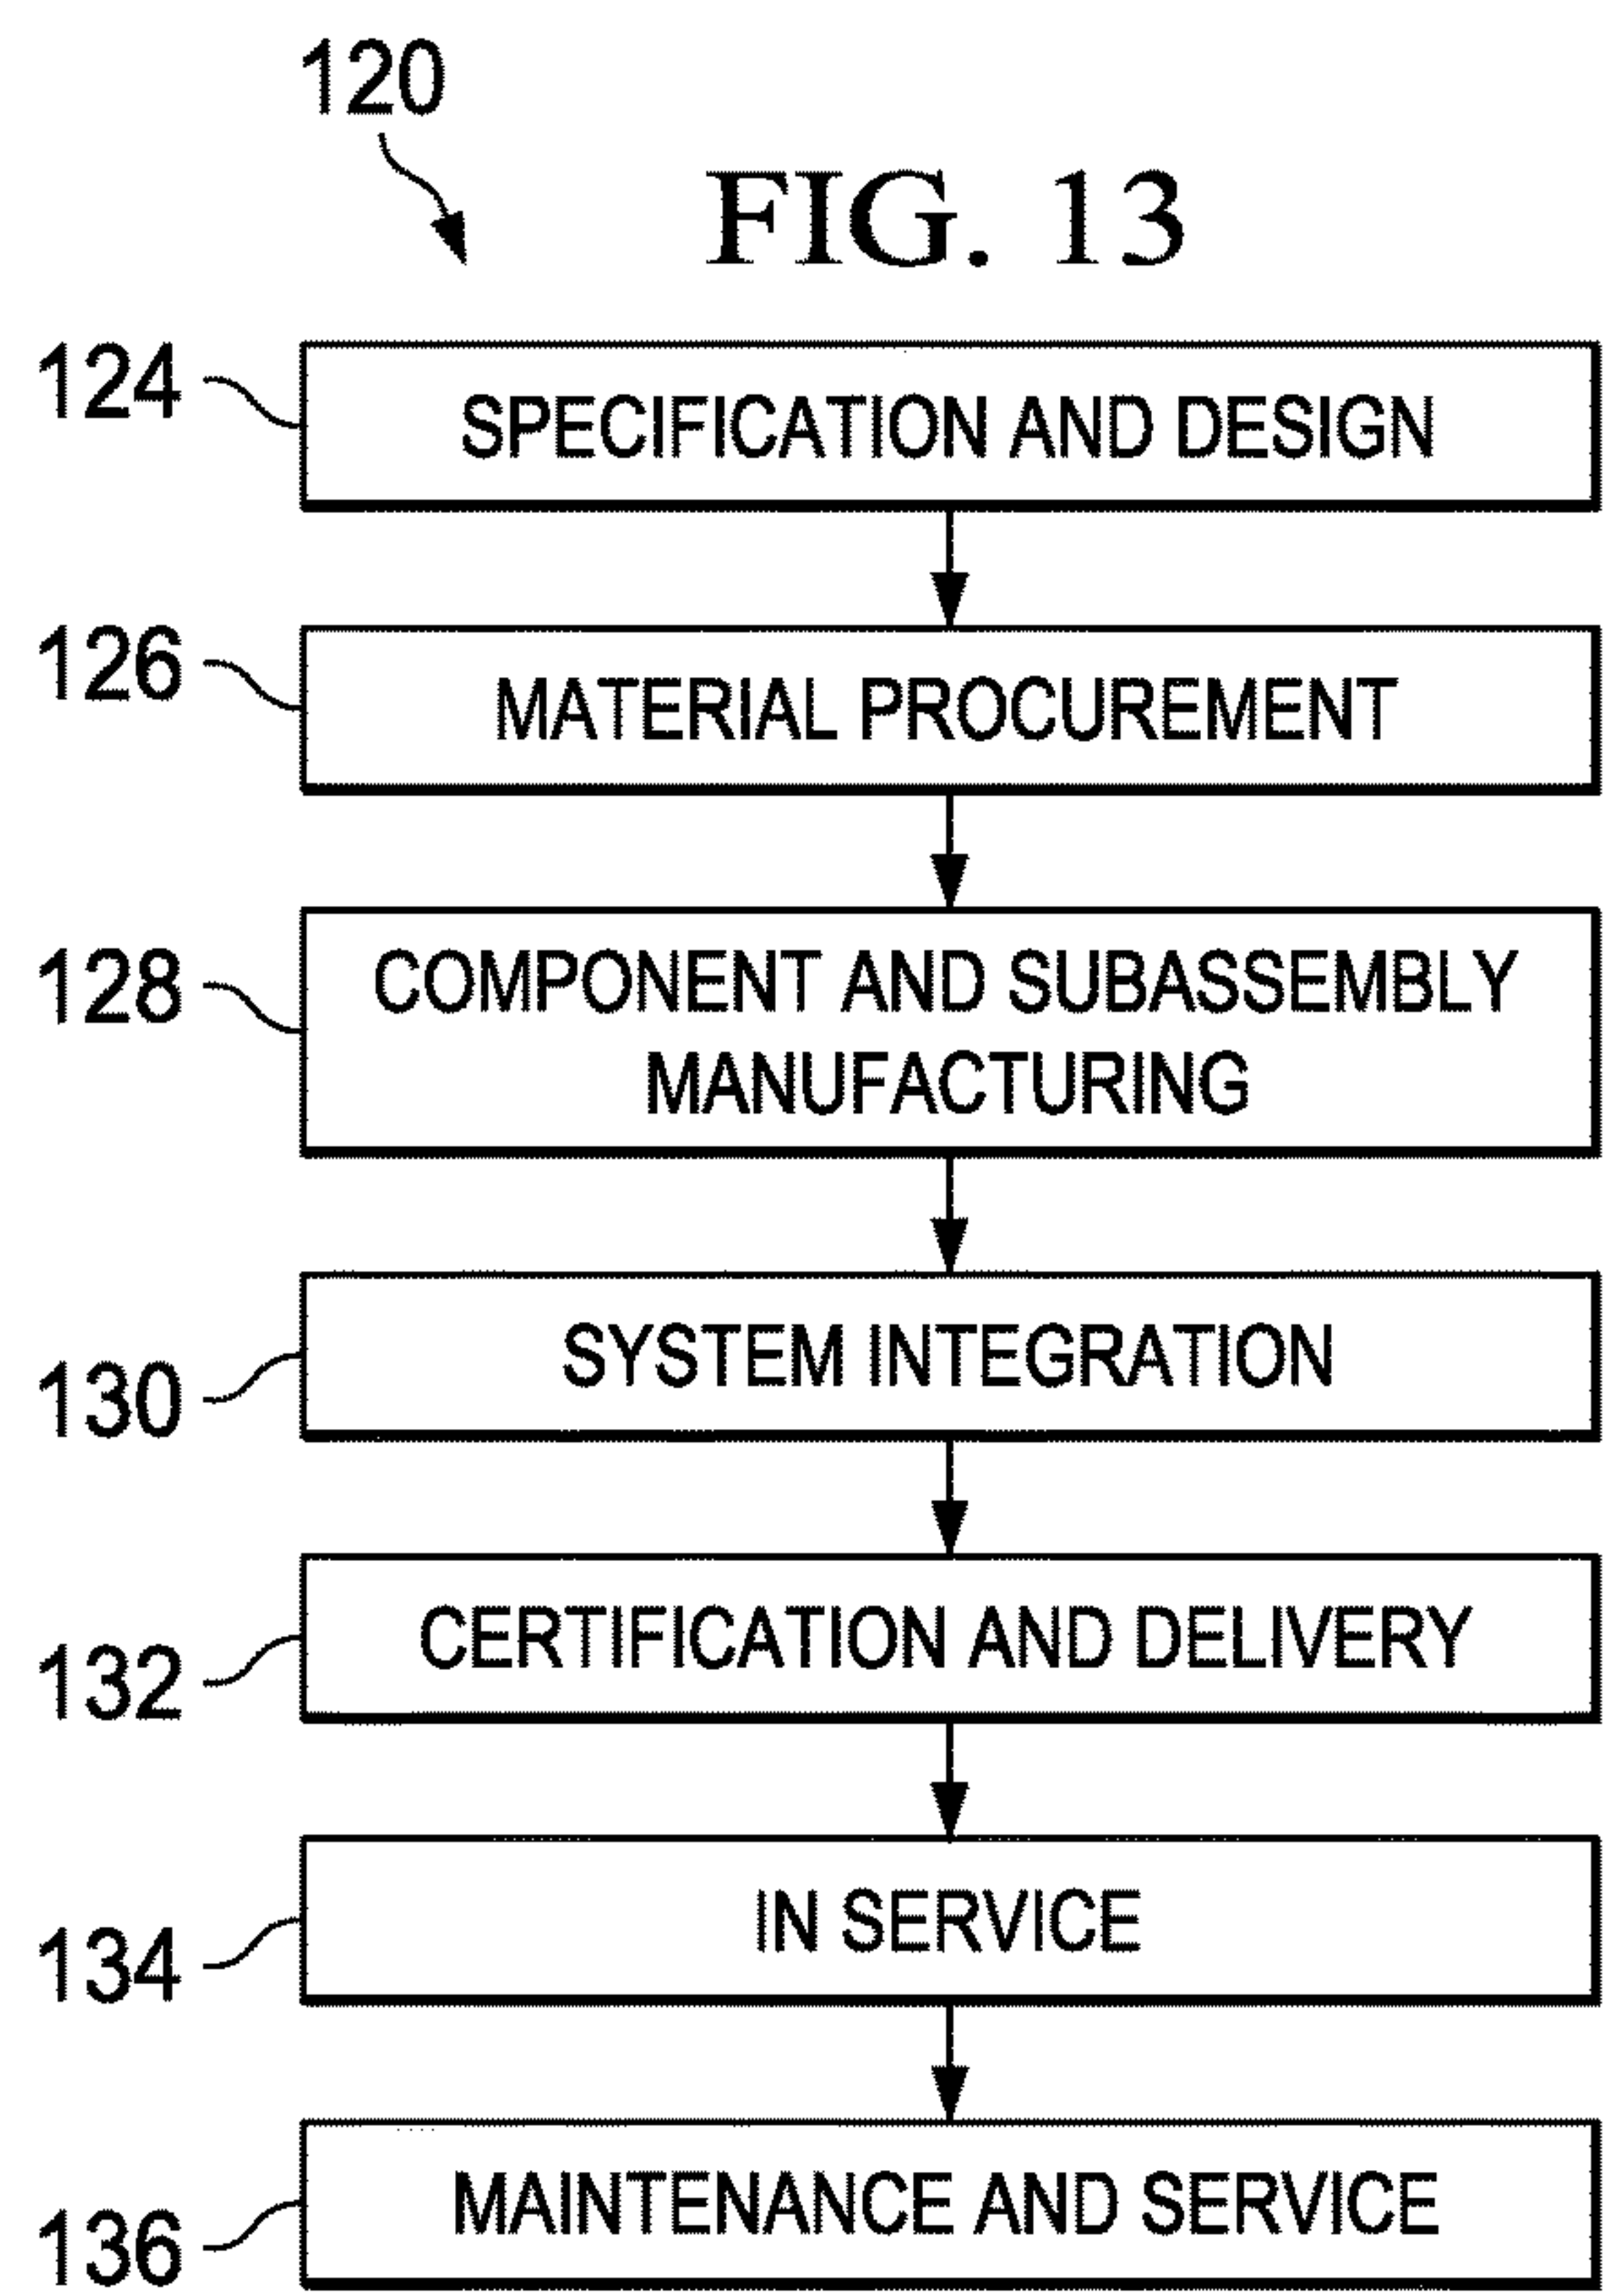 120
FIG. 13
124
SPECIFICATION AND DESIGN
126
MATERIAL PROCUREMENT
128
COMPONENT AND SUBASSEMBLY
MANUFACTURING
130
SYSTEM INTEGRATION
132
CERTIFICATION AND DELIVERY
134
IN SERVICE
136
MAINTENANCE AND SERVICE